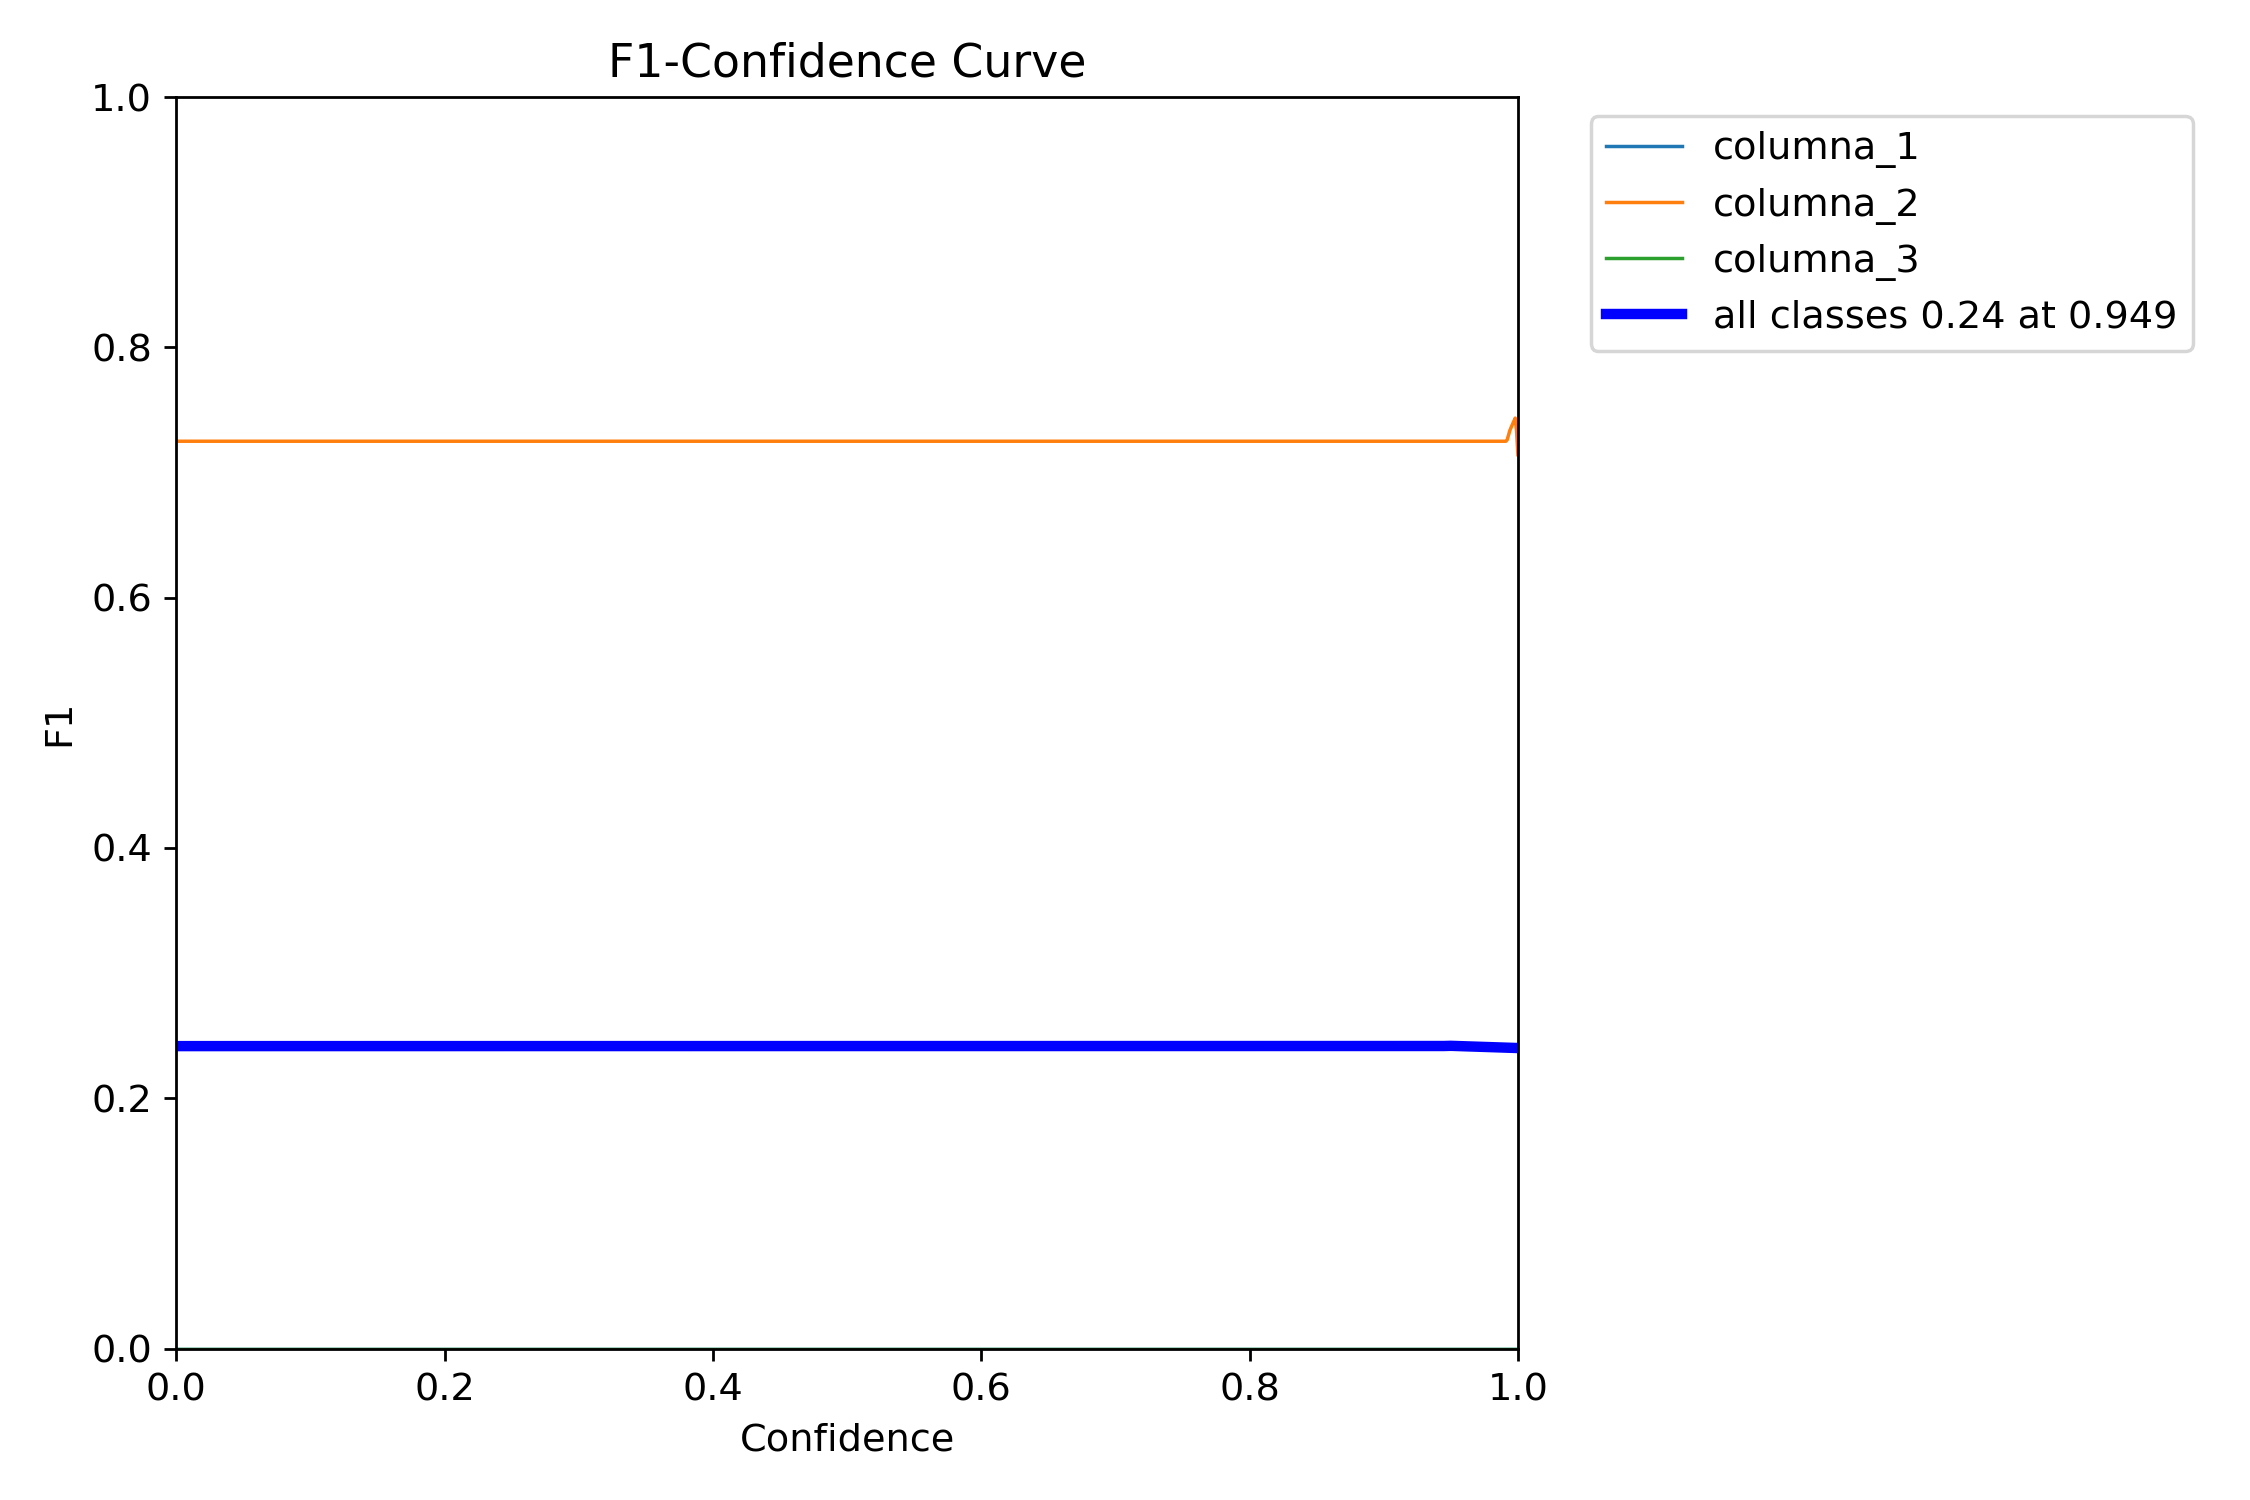 F1-Confidence Curve
1.0
0.8
0.6
0.4
0.2
0.0
F1
0.0 0.2 0.4 0.6 0.8 1.0
Confidence
columna_1
columna_2
columna_3
all classes 0.24 at 0.949